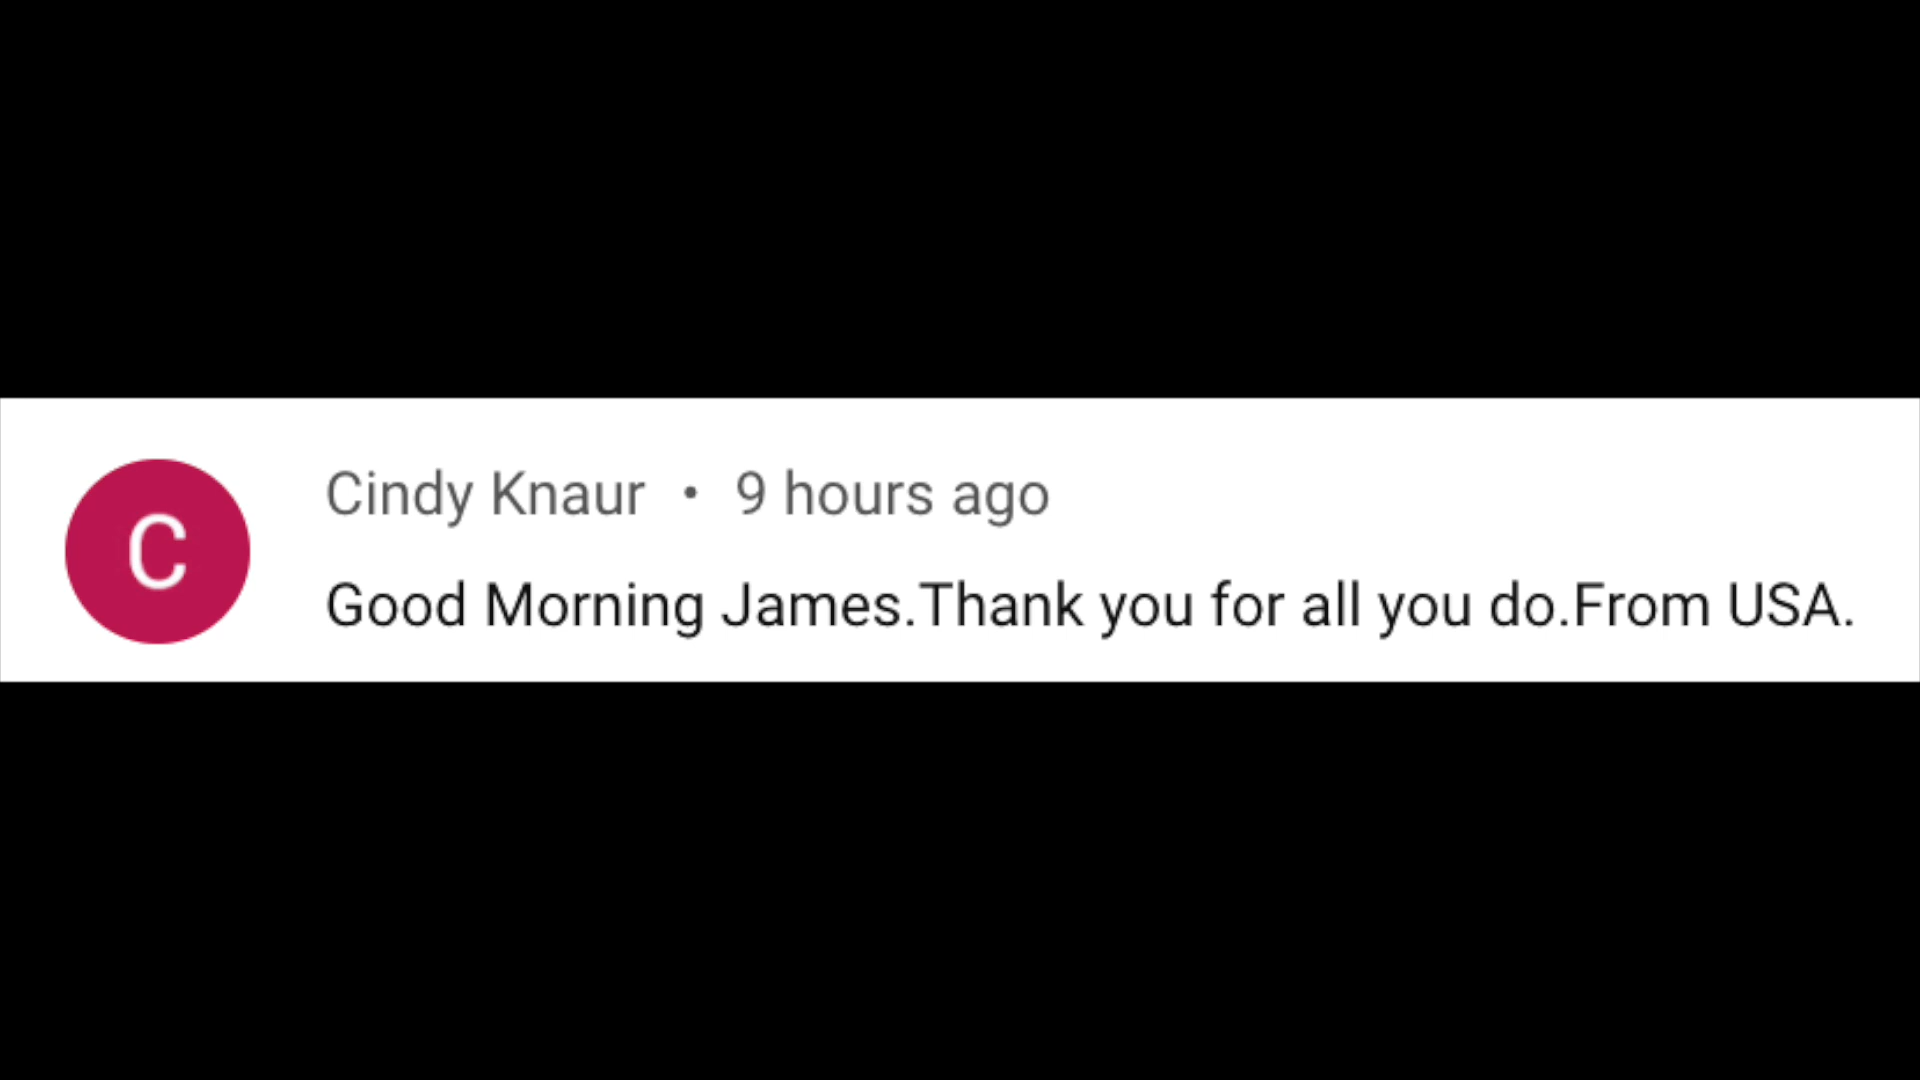 C
Cindy Knaur • 9 hours ago
Good Morning James.Thank you for all you do.From USA.